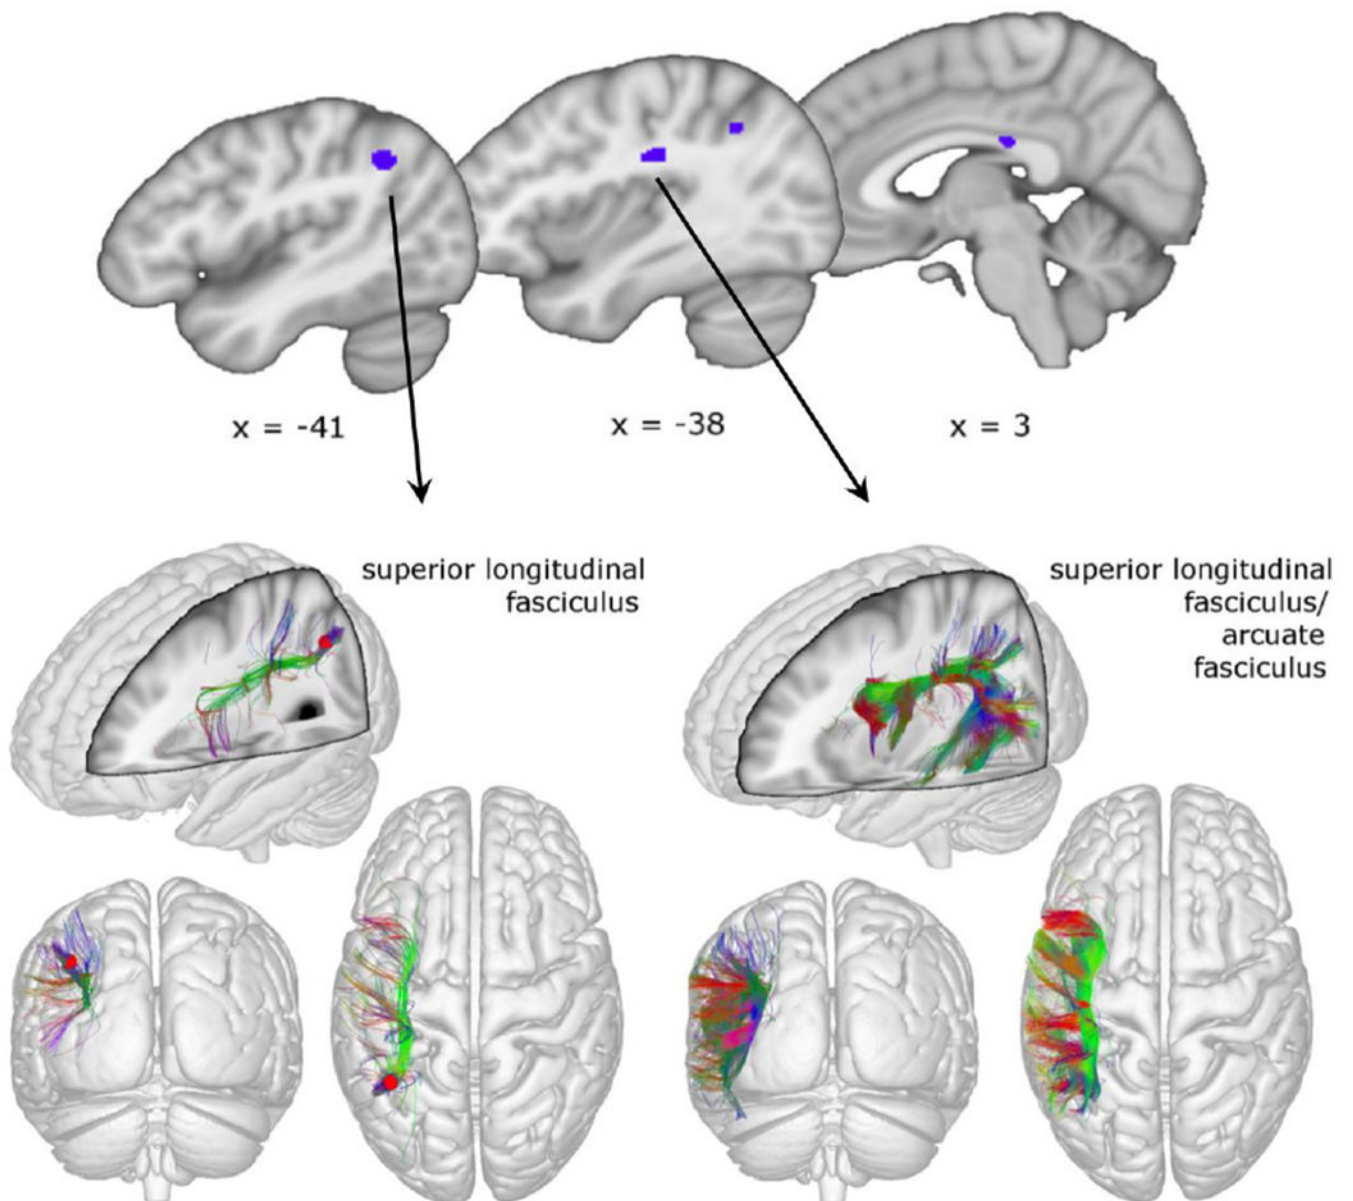 x = -41
x = -38
x = 3
superior longitudinal
fasciculus
superior longitudinal
fasciculus/
arcuate
fasciculus